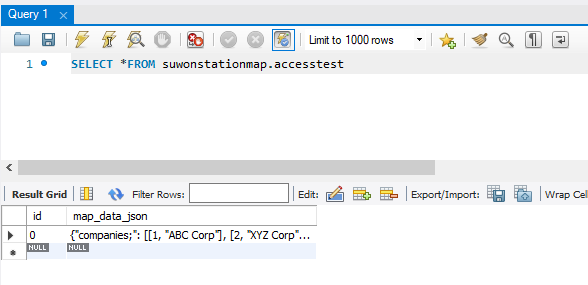 Query 1
Limit to 1000 rows
1 SELECT *FROM suwonstationmap.accesstest
Result Grid Filter Rows: Edit: Export/Import: Wrap Cel
id map_data_json
0 {"companies;": [[1, "ABC Corp"], [2, "XYZ Corp"...
NULL NULL